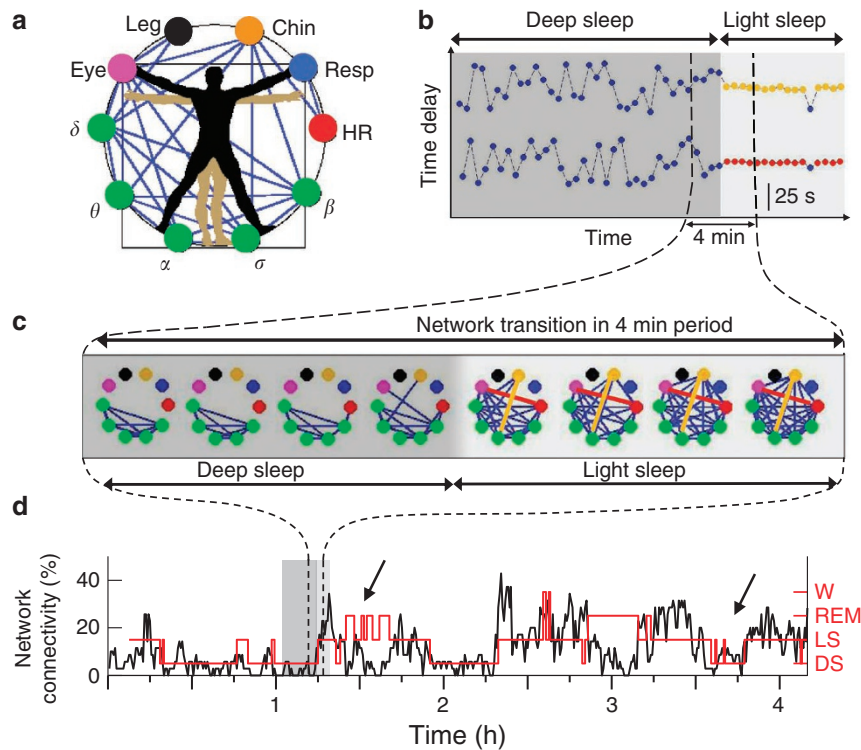 a
Leg
Chin
Eye
Resp
δ
HR
θ
β
α
σ
b
Deep sleep
Light sleep
Time delay
25 s
Time
4 min
c
Network transition in 4 min period
Deep sleep
Light sleep
d
Network
connectivity (%)
40
20
0
W
REM
LS
DS
1
2
3
4
Time (h)